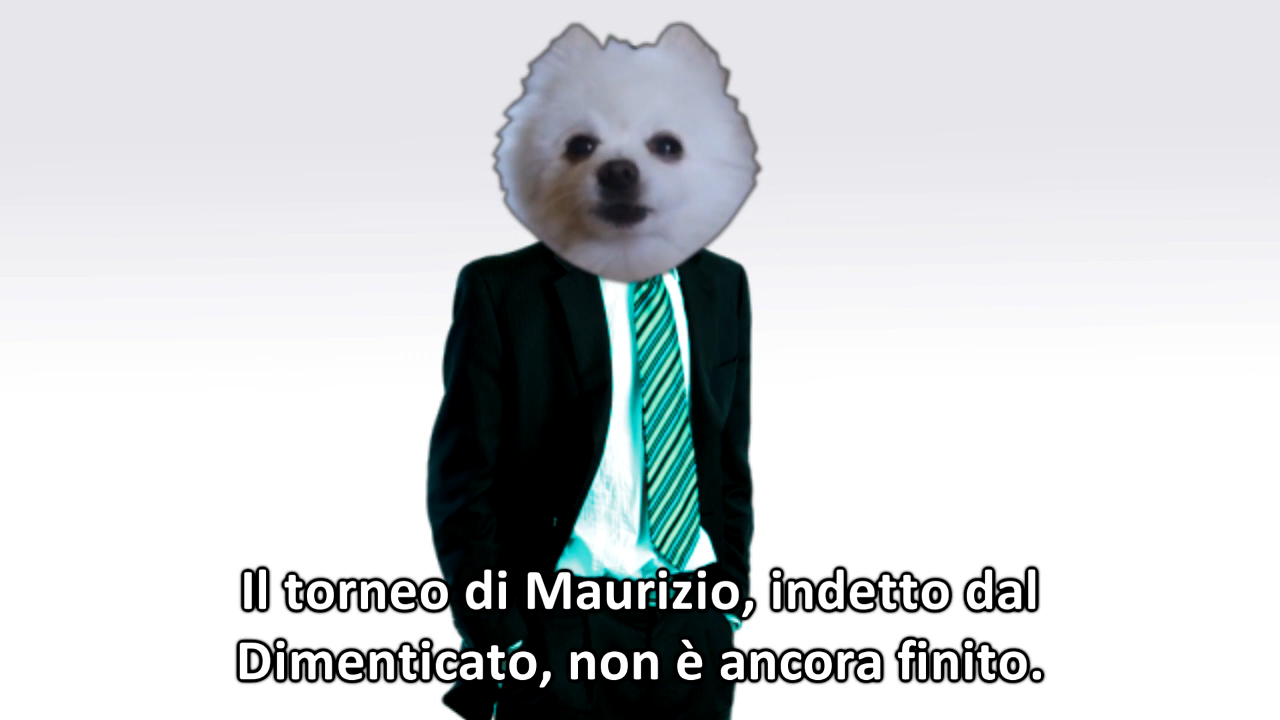 Il torneo di Maurizio, indetto dal
Dimenticato, non è ancora finito.